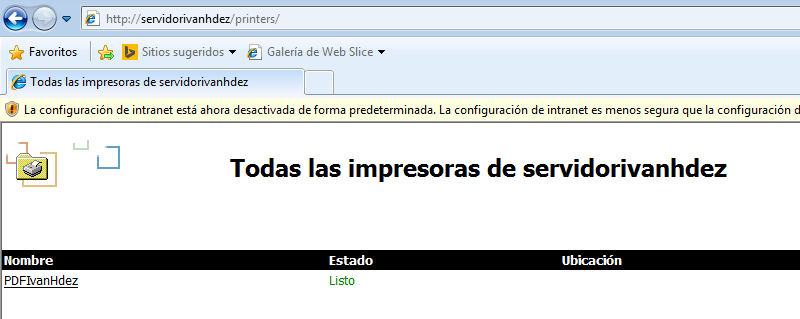 http://servidorivanhdez/printers/
Favoritos Sitios sugeridos Galería de Web Slice
Todas las impresoras de servidorivanhdez
La configuración de intranet está ahora desactivada de forma predeterminada. La configuración de intranet es menos segura que la configuración d
Todas las impresoras de servidorivanhdez
Nombre Estado Ubicación
PDFIvanHdez Listo